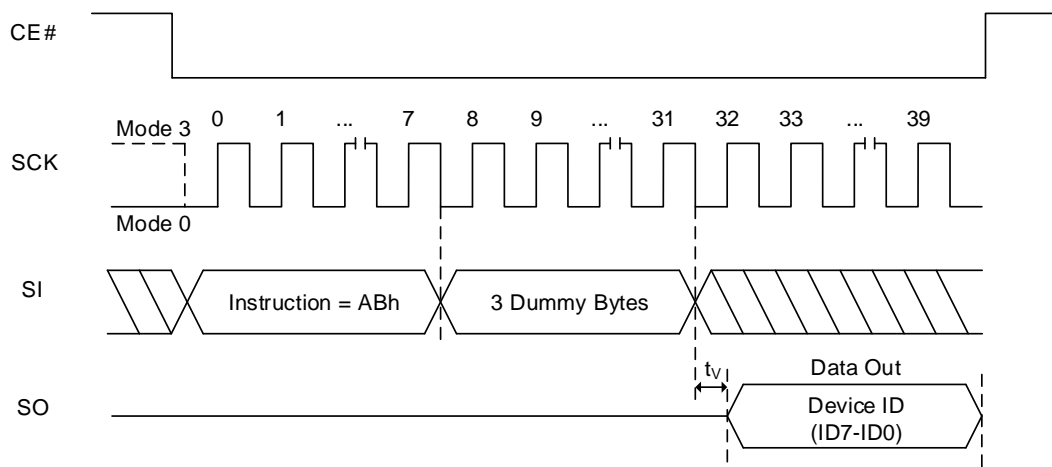 CE#
0 1 ... 7 8 9 ... 31 32 33 ... 39
Mode 3
SCK
Mode 0
SI
Instruction = ABh
3 Dummy Bytes
tV
Data Out
SO
Device ID
(ID7-ID0)